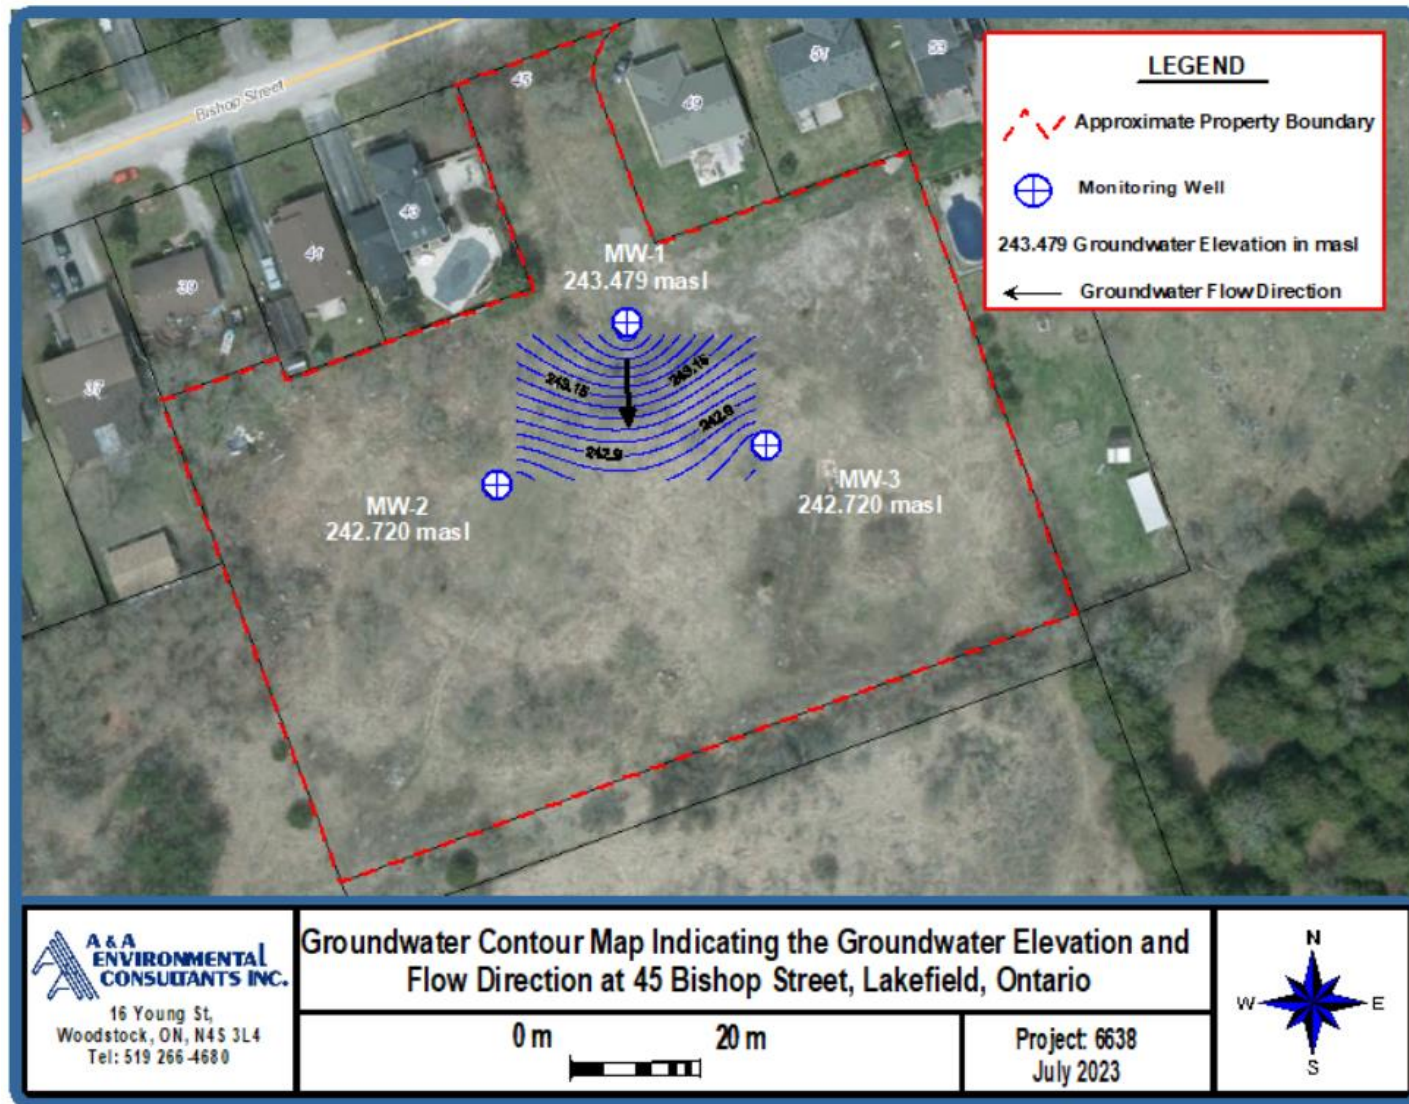 Bishop Street
45
49
51
53
43
41
39
37
LEGEND
Approximate Property Boundary
Monitoring Well
243.479 Groundwater Elevation in masl
Groundwater Flow Direction
MW-1
243.479 masl
243.15
243.15
242.9
242.9
MW-2
242.720 masl
MW-3
242.720 masl
A & A
ENVIRONMENTAL
CONSULTANTS INC.
16 Young St,
Woodstock, ON, N4S 3L4
Tel: 519 266-4680
Groundwater Contour Map Indicating the Groundwater Elevation and
Flow Direction at 45 Bishop Street, Lakefield, Ontario
0 m 20 m
Project: 6638
July 2023
N
W E
S